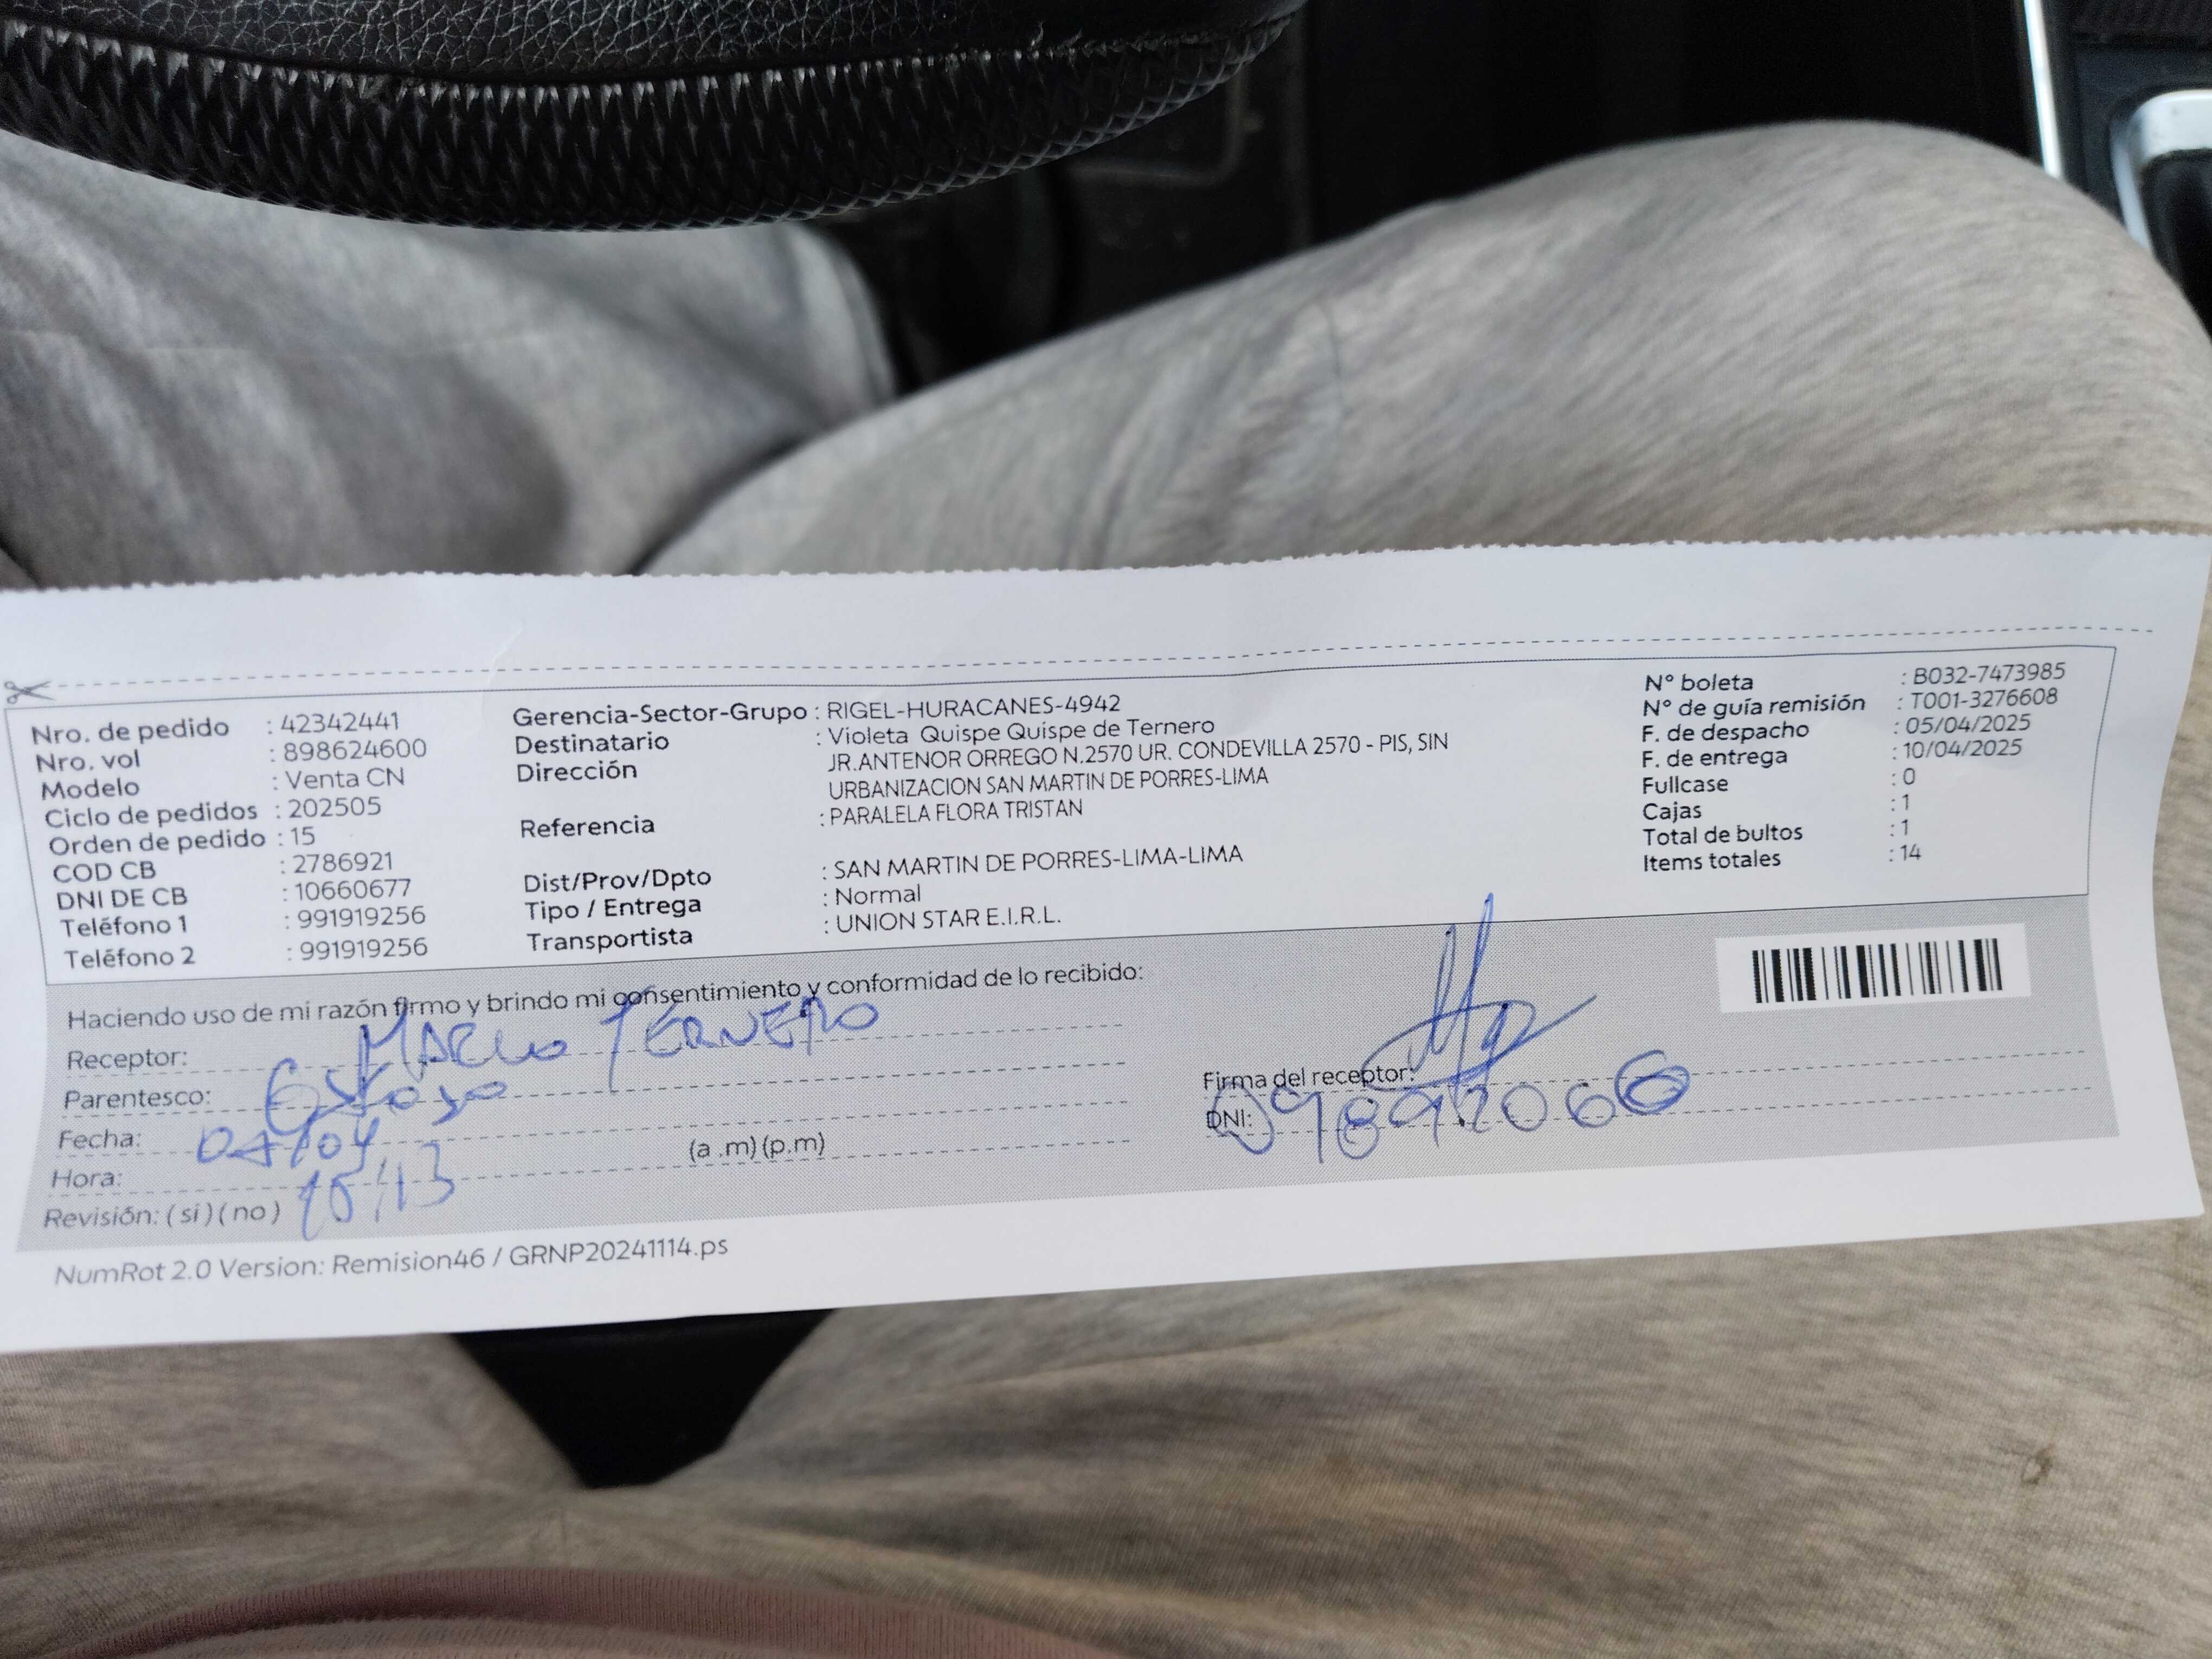 Nro. de pedido : 42342441
Nro. vol : 898624600
Modelo : Venta CN
Ciclo de pedidos : 202505
Orden de pedido : 15
COD CB : 2786921
DNI DE CB : 10660677
Teléfono 1 : 991919256
Teléfono 2 : 991919256
Gerencia-Sector-Grupo : RIGEL-HURACANES-4942
Destinatario : Violeta Quispe Quispe de Ternero
Dirección JR.ANTENOR ORREGO N.2570 UR. CONDEVILLA 2570 - PIS, SIN
URBANIZACION SAN MARTIN DE PORRES-LIMA
Referencia : PARALELA FLORA TRISTAN
Dist/Prov/Dpto : SAN MARTIN DE PORRES-LIMA-LIMA
Tipo / Entrega : Normal
Transportista : UNION STAR E.I.R.L.
N° boleta : B032-7473985
N° de guía remisión : T001-3276608
F. de despacho : 05/04/2025
F. de entrega : 10/04/2025
Fullcase : 0
Cajas : 1
Total de bultos : 1
Items totales : 14
Haciendo uso de mi razón firmo y brindo mi consentimiento y conformidad de lo recibido:
Receptor: TERNERO
Parentesco: Esposo
Fecha:
Hora: (a .m) (p.m)
Revisión: ( si ) ( no )
Firma del receptor:
DNI:
NumRot 2.0 Version: Remision46 / GRNP20241114.ps